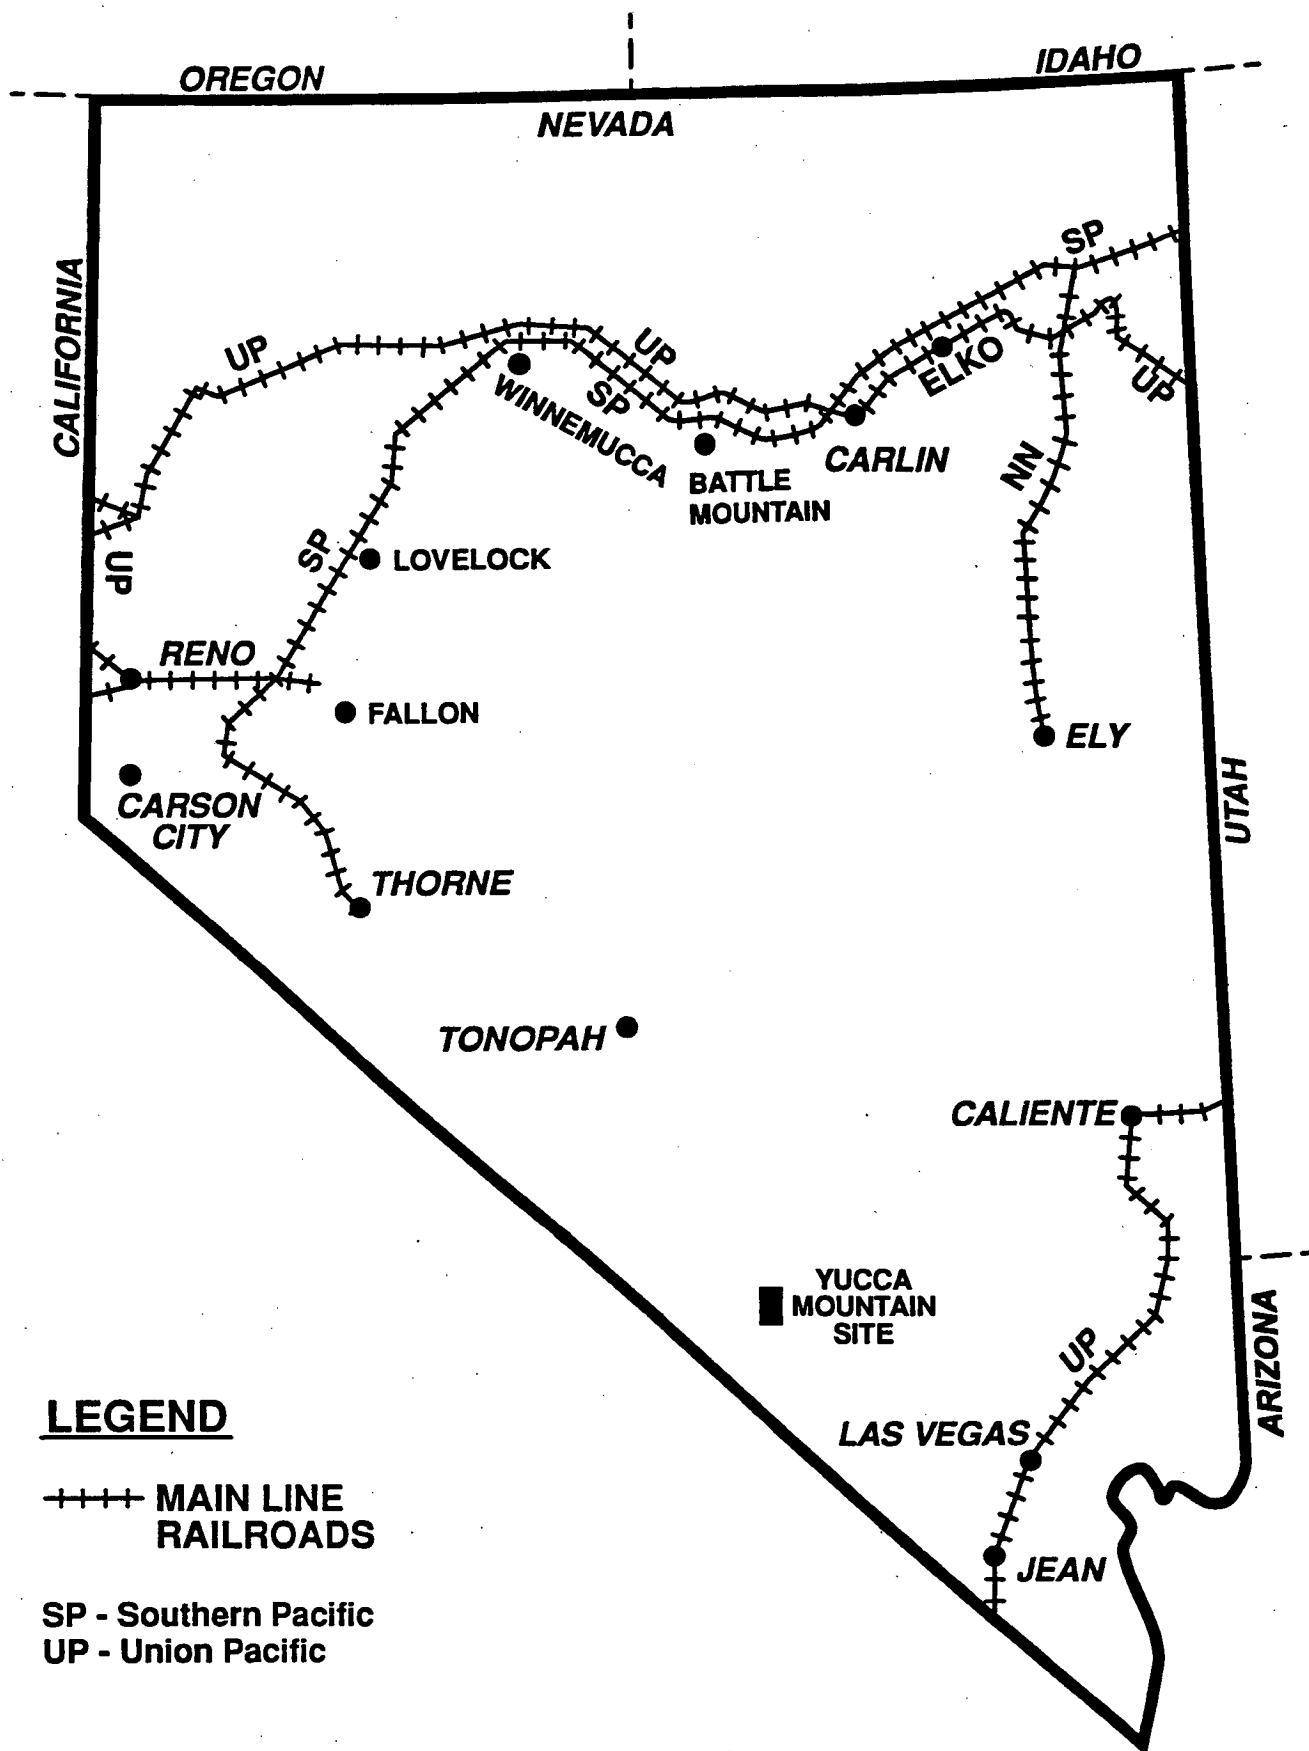 OREGON
IDAHO
NEVADA
CALIFORNIA
SP
UP
UP
WINNEMUCCA
SP
ELKO
UP
CARLIN
NN
BATTLE
MOUNTAIN
SP
LOVELOCK
UP
RENO
FALLON
ELY
CARSON
CITY
UTAH
THORNE
TONOPAH
CALIENTE
YUCCA
MOUNTAIN
SITE
ARIZONA
UP
LEGEND
LAS VEGAS
MAIN LINE
RAILROADS
JEAN
SP - Southern Pacific
UP - Union Pacific